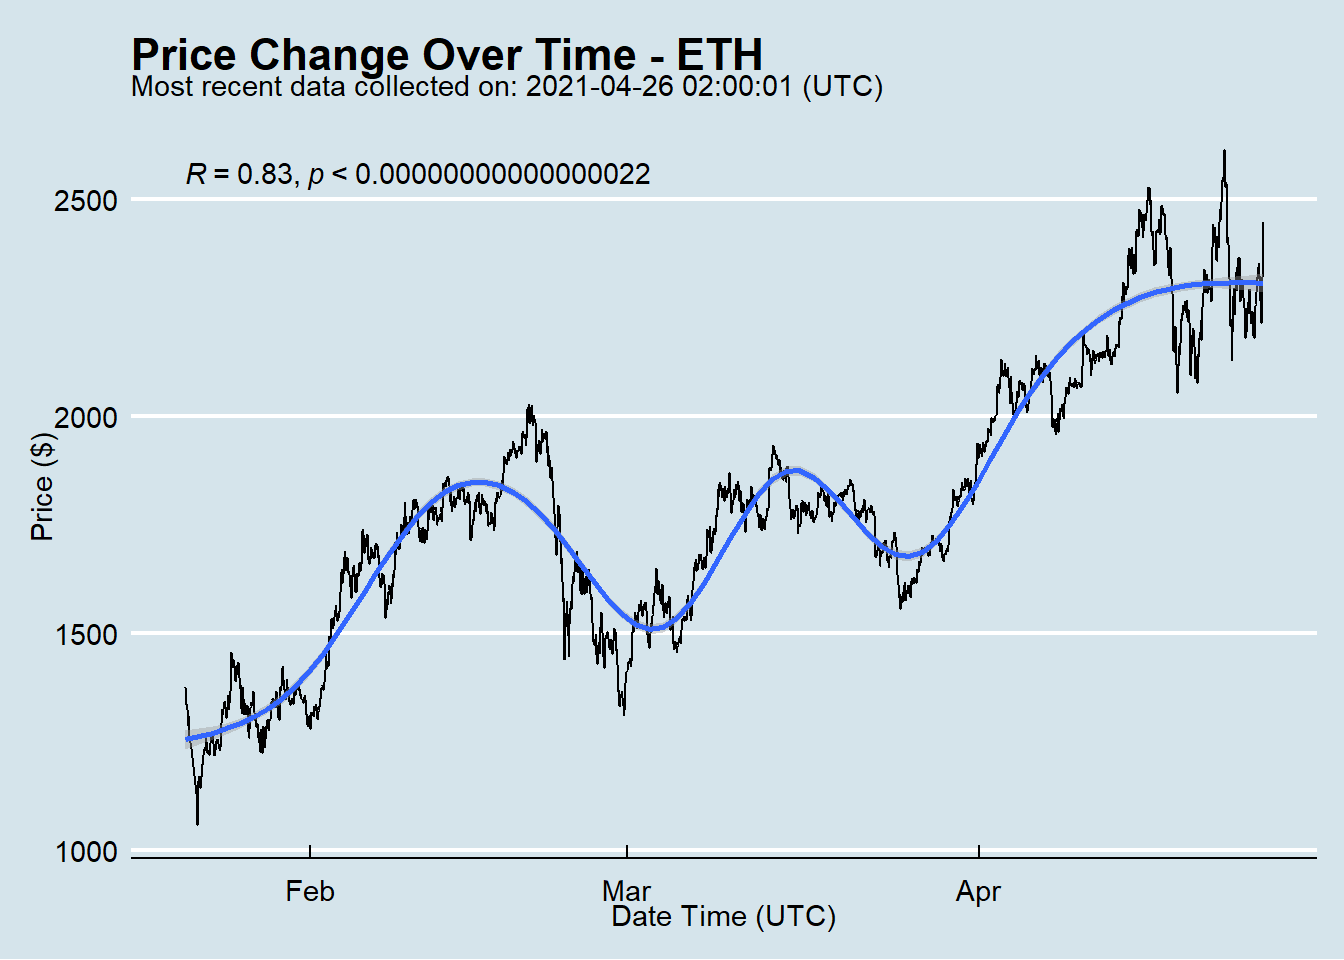 Price Change Over Time - ETH
Most recent data collected on: 2021-04-26 02:00:01 (UTC)
R = 0.83, p < 0.00000000000000022
2500
2000
1500
1000
Price ($)
Feb
Mar
Apr
Date Time (UTC)